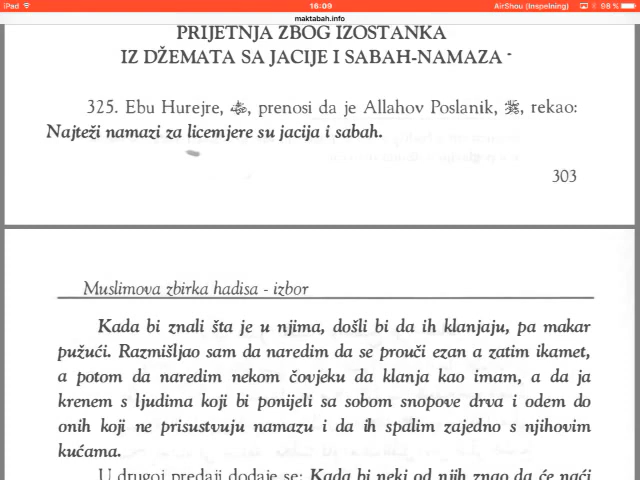 iPad
16:09
AirShou (Inspelning)
98 %
maktabah.info
PRIJETNJA ZBOG IZOSTANKA
IZ DŽEMATA SA JACIJE I SABAH-NAMAZA
325. Ebu Hurejre, , prenosi da je Allahov Poslanik, ﷺ, rekao:
Najteži namazi za licemjere su jacija i sabah.
303
Muslimova zbirka hadisa - izbor
Kada bi znali šta je u njima, došli bi da ih klanjaju, pa makar
pužući. Razmišljao sam da naredim da se prouči ezan a zatim ikamet,
a potom da naredim nekom čovjeku da klanja kao imam, a da ja
krenem s ljudima koji bi ponijeli sa sobom snopove drva i odem do
onih koji ne prisustvuju namazu i da ih spalim zajedno s njihovim
kućama.
U drugoj predaji dodaje se: Kada bi neki od njih znao da će naći